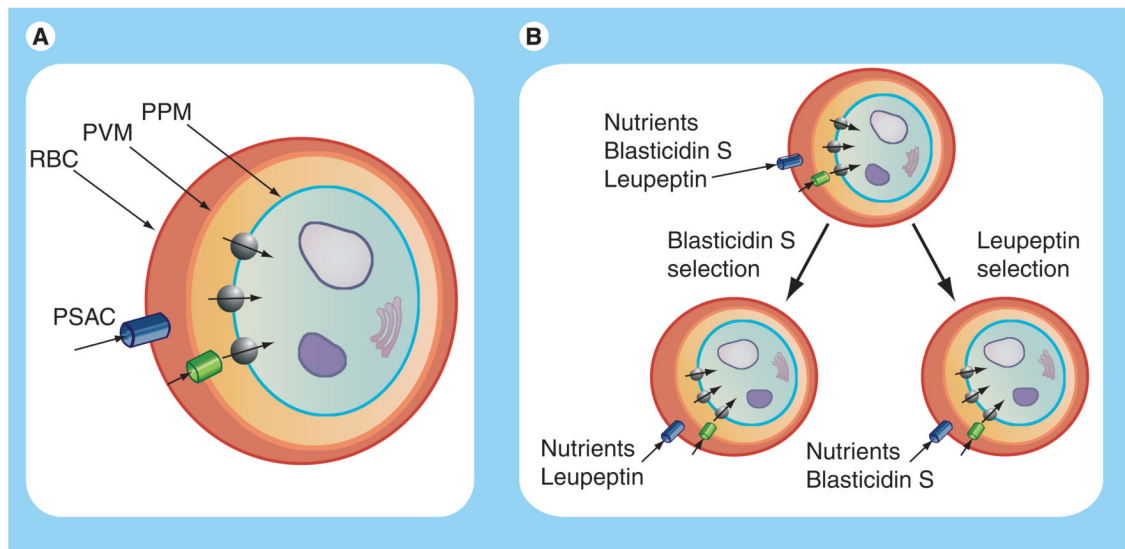 A
PPM
PVM
RBC
PSAC
B
Nutrients
Blasticidin S
Leupeptin
Blasticidin S
selection
Leupeptin
selection
Nutrients
Leupeptin
Nutrients
Blasticidin S